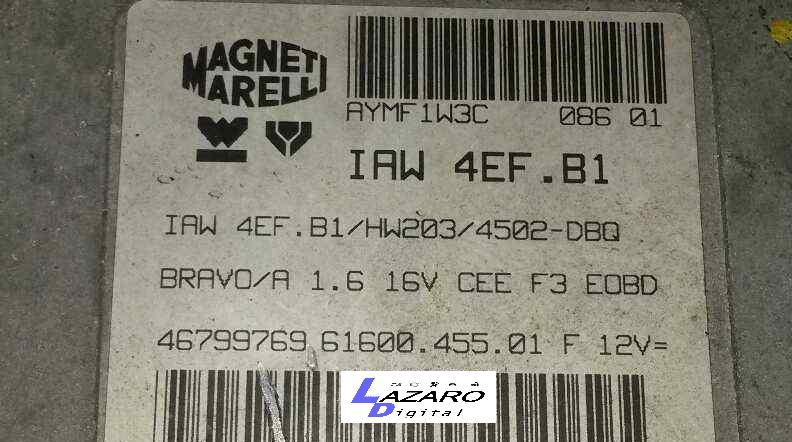 MAGNETI
MARELLI
AYMF1W3C 086 01
IAW 4EF.B1
IAW 4EF.B1/HW203/4502-DBQ
BRAVO/A 1.6 16V CEE F3 EOBD
46799769 61600.455.01 F 12V=
LAZARO
Digital